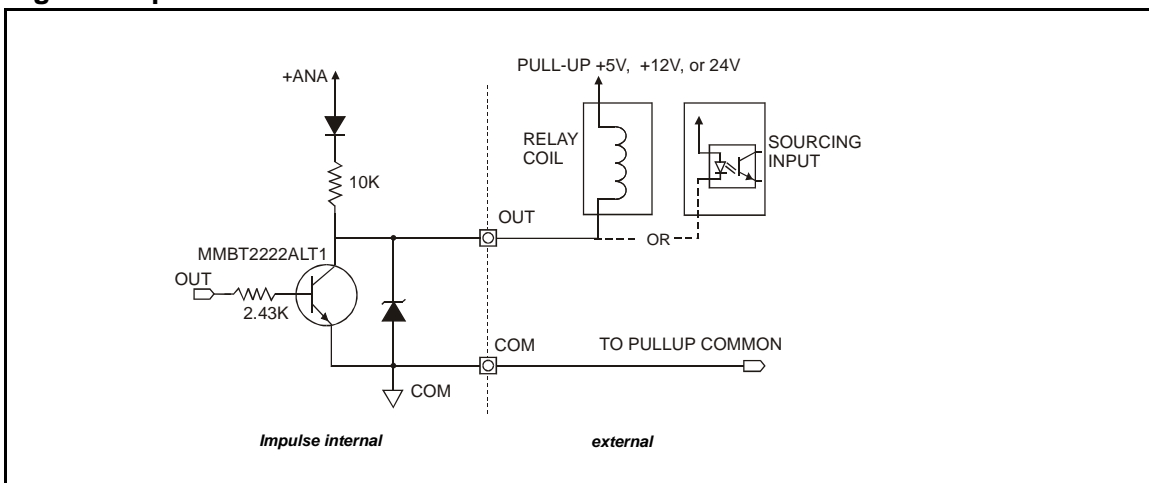 +ANA
PULL-UP +5V, +12V, or 24V
RELAY
COIL
SOURCING
INPUT
10K
OUT
OR
MMBT2222ALT1
OUT
2.43K
COM
TO PULLUP COMMON
COM
Impulse internal
external